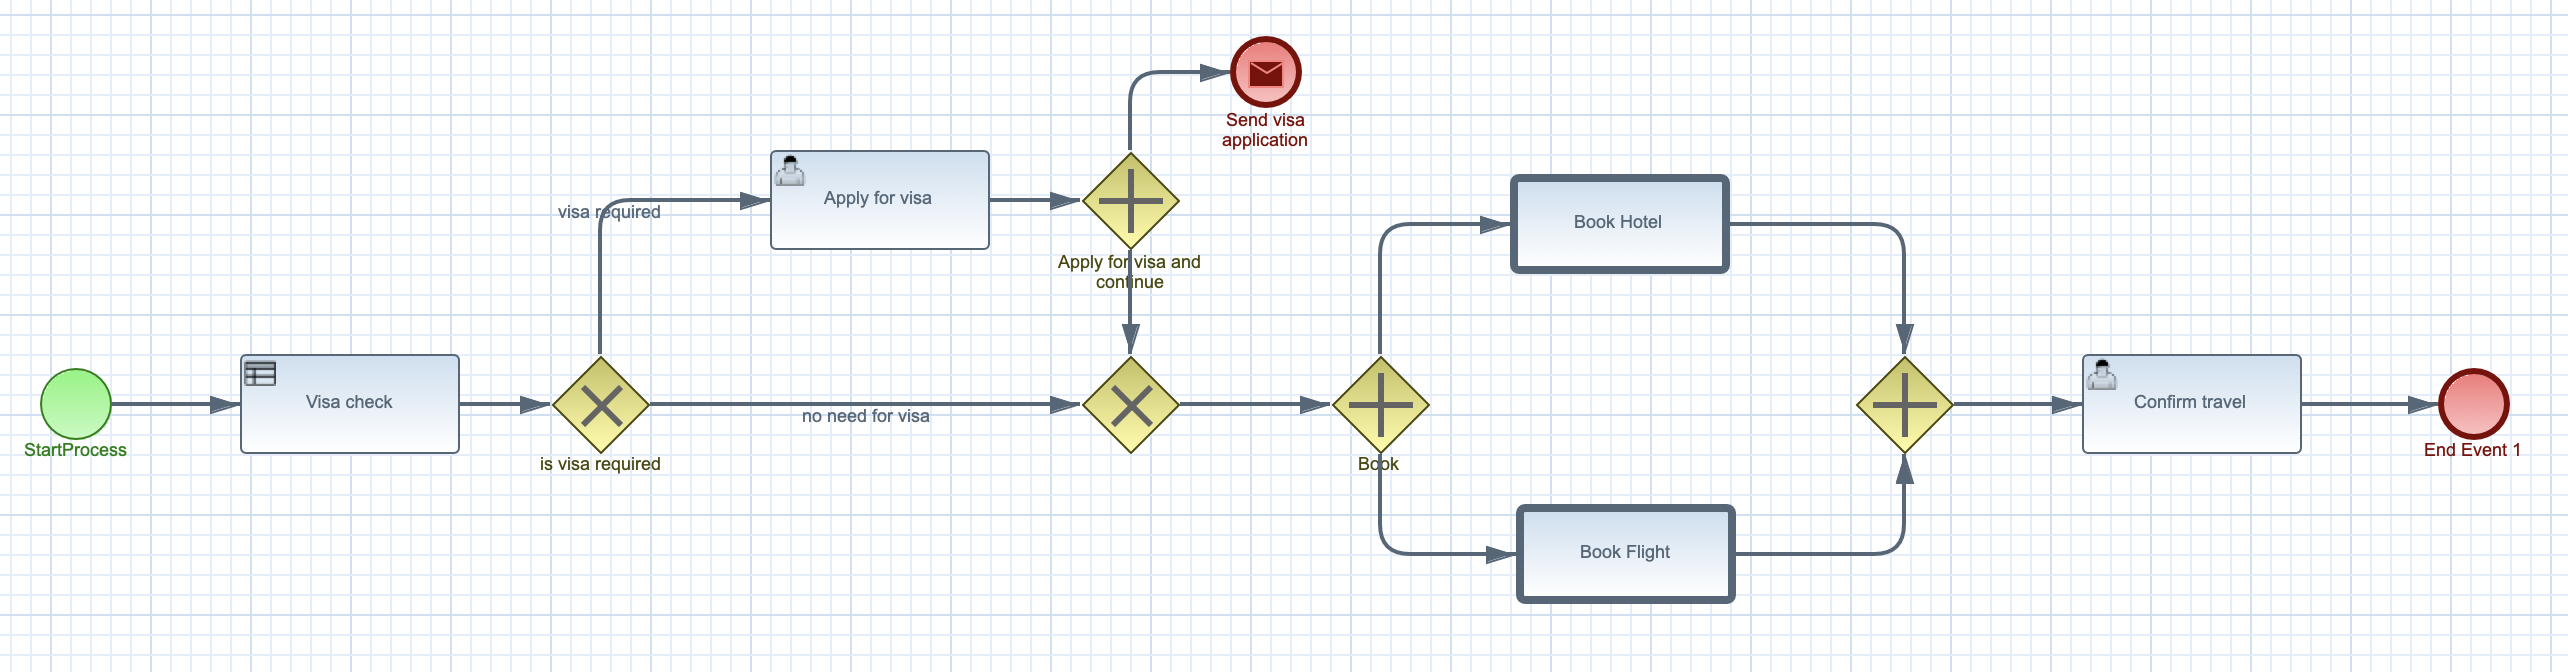 Send visa
application
Apply for visa
visa required
Book Hotel
Apply for visa and
continue
Visa check
no need for visa
Confirm travel
StartProcess
is visa required
Book
End Event 1
Book Flight